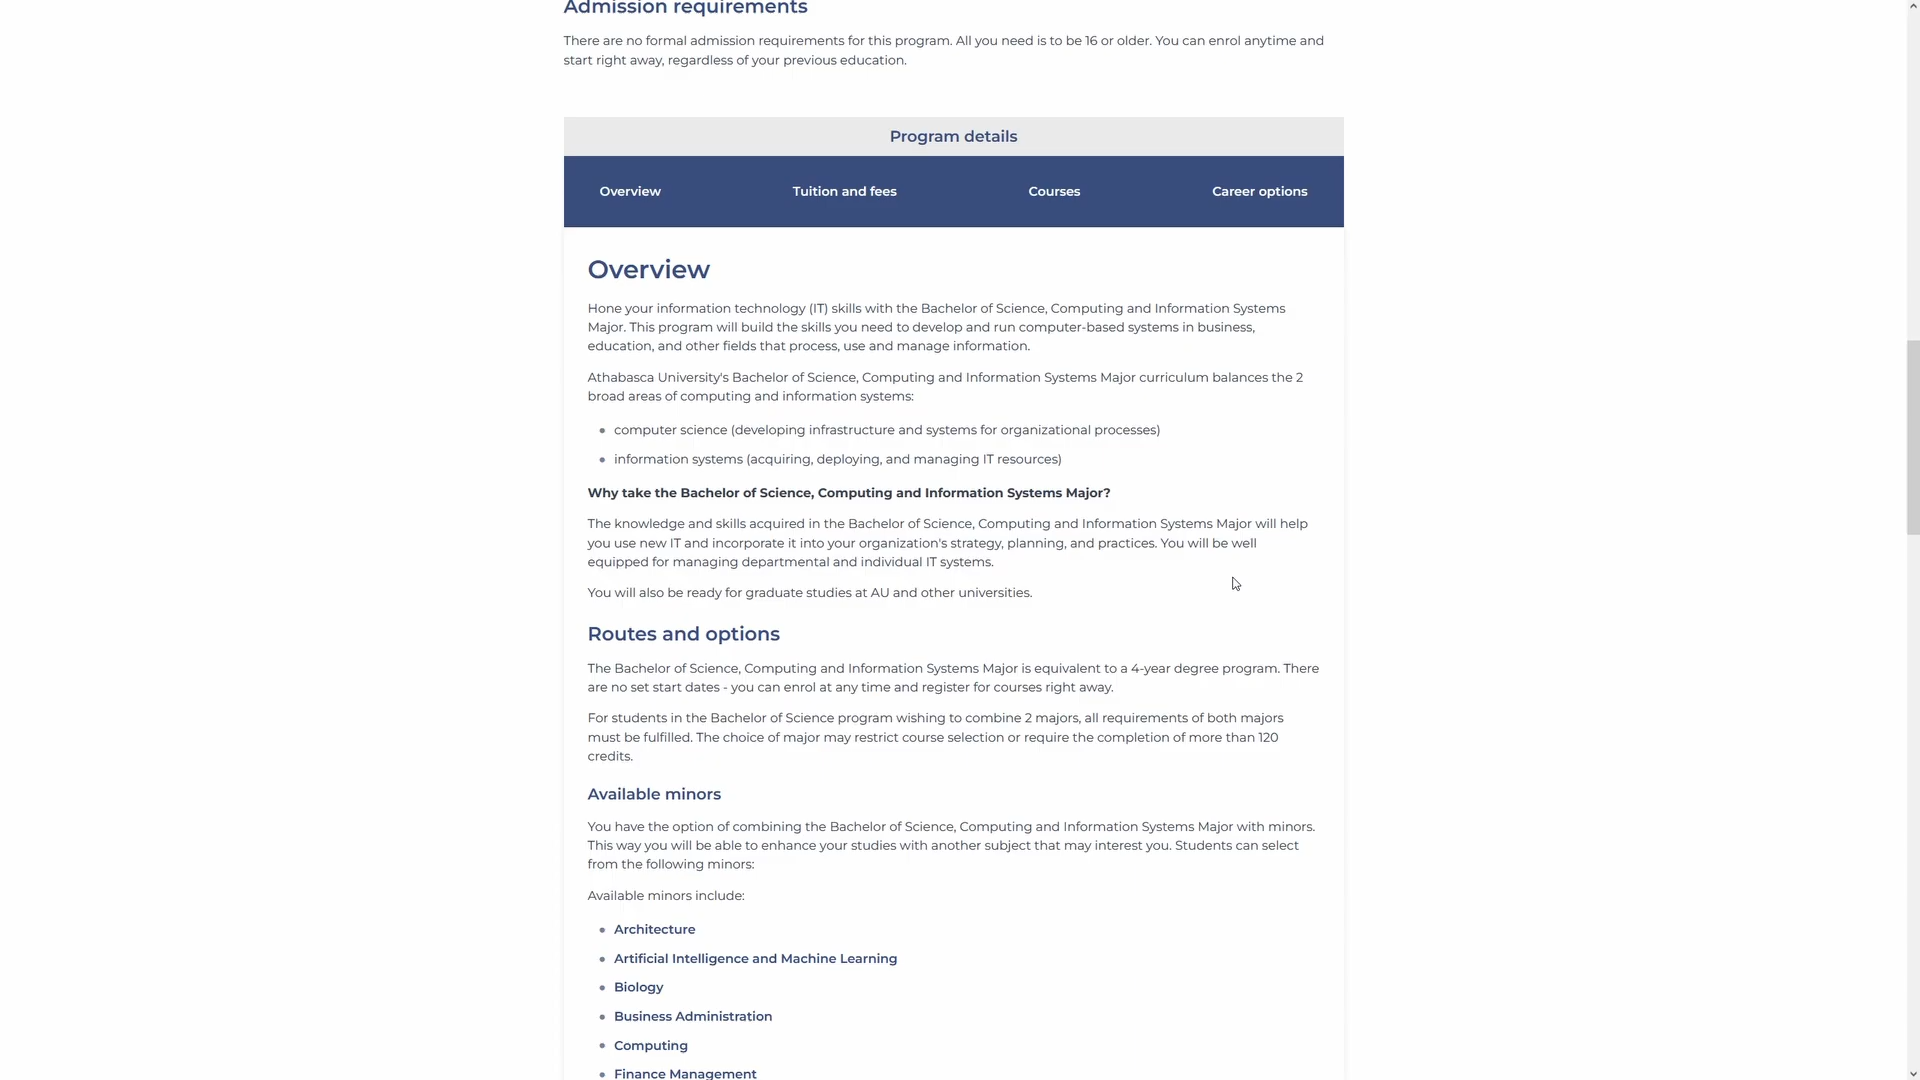 Admission requirements
There are no formal admission requirements for this program. All you need is to be 16 or older. You can enrol anytime and
start right away, regardless of your previous education.
Program details
Overview
Tuition and fees
Courses
Career options
Overview
Hone your information technology (IT) skills with the Bachelor of Science, Computing and Information Systems
Major. This program will build the skills you need to develop and run computer-based systems in business,
education, and other fields that process, use and manage information.
Athabasca University's Bachelor of Science, Computing and Information Systems Major curriculum balances the 2
broad areas of computing and information systems:
computer science (developing infrastructure and systems for organizational processes)
information systems (acquiring, deploying, and managing IT resources)
Why take the Bachelor of Science, Computing and Information Systems Major?
The knowledge and skills acquired in the Bachelor of Science, Computing and Information Systems Major will help
you use new IT and incorporate it into your organization's strategy, planning, and practices. You will be well
equipped for managing departmental and individual IT systems.
You will also be ready for graduate studies at AU and other universities.
Routes and options
The Bachelor of Science, Computing and Information Systems Major is equivalent to a 4-year degree program. There
are no set start dates - you can enrol at any time and register for courses right away.
For students in the Bachelor of Science program wishing to combine 2 majors, all requirements of both majors
must be fulfilled. The choice of major may restrict course selection or require the completion of more than 120
credits.
Available minors
You have the option of combining the Bachelor of Science, Computing and Information Systems Major with minors.
This way you will be able to enhance your studies with another subject that may interest you. Students can select
from the following minors:
Available minors include:
Architecture
Artificial Intelligence and Machine Learning
Biology
Business Administration
Computing
Finance Management